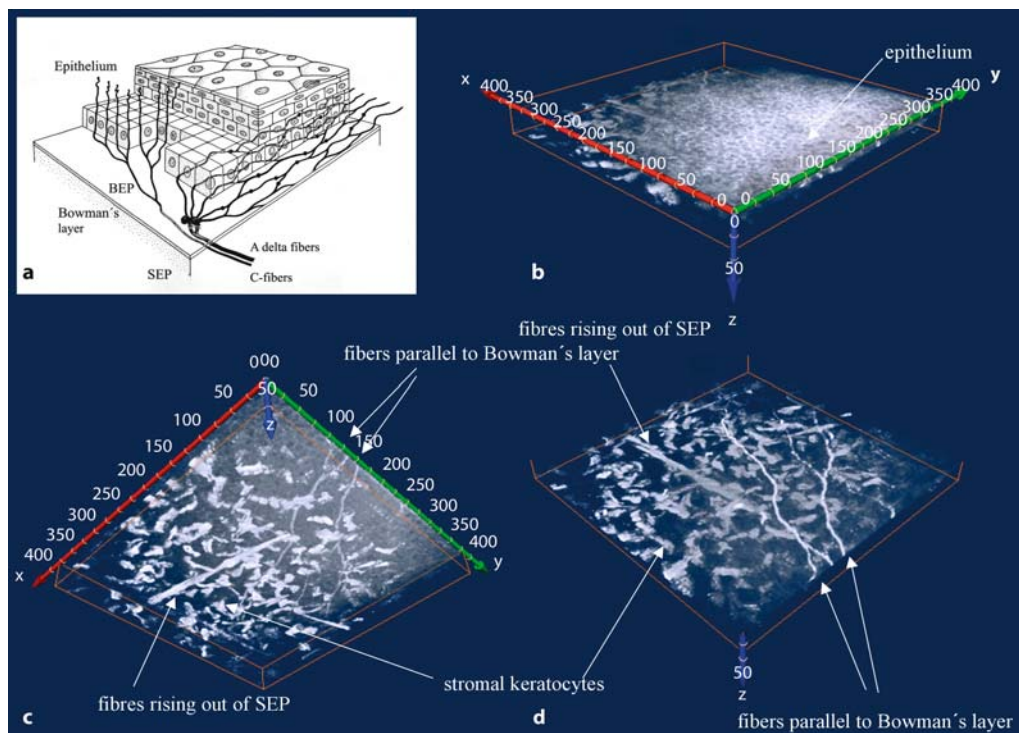 Epithelium
BEP
Bowman´s
layer
A delta fibers
C-fibers
SEP
a
epithelium
x
400
350
300
250
200
150
100
50
0
0
50
100
150
200
250
300
350
400
y
0
50
z
b
fibres rising out of SEP
fibers parallel to Bowman´s layer
0
0
0
50
z
50
100
150
200
250
300
350
400
x
50
100
150
200
250
300
350
400
y
fibres rising out of SEP
stromal keratocytes
c
50
z
d
fibers parallel to Bowman´s layer